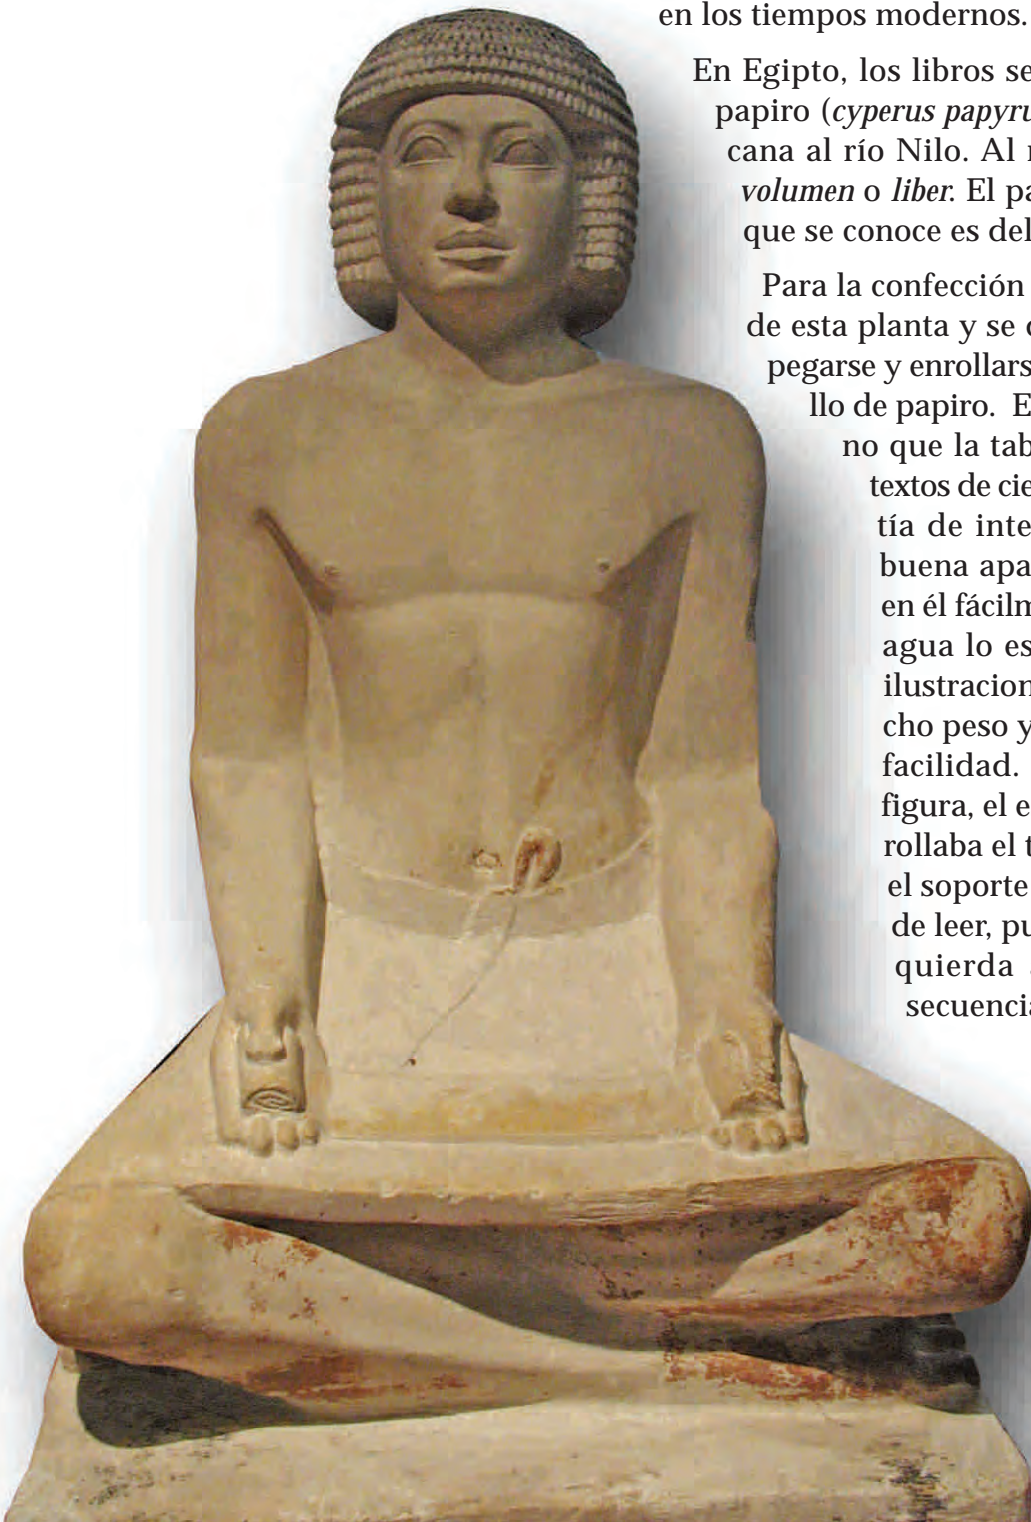 en los tiempos modernos.
En Egipto, los libros se
papiro (cyperus papyru
cana al río Nilo. Al
volumen o liber. El pa
que se conoce es del
Para la confección
de esta planta y se
pegarse y enrollars
llo de papiro. E
no que la tab
textos de cie
tía de inte
buena apa
en él fáciln
agua lo es
ilustracion
cho peso y
facilidad.
figura, el e
rollaba el t
el soporte
de leer, pu
quierda
secuencia